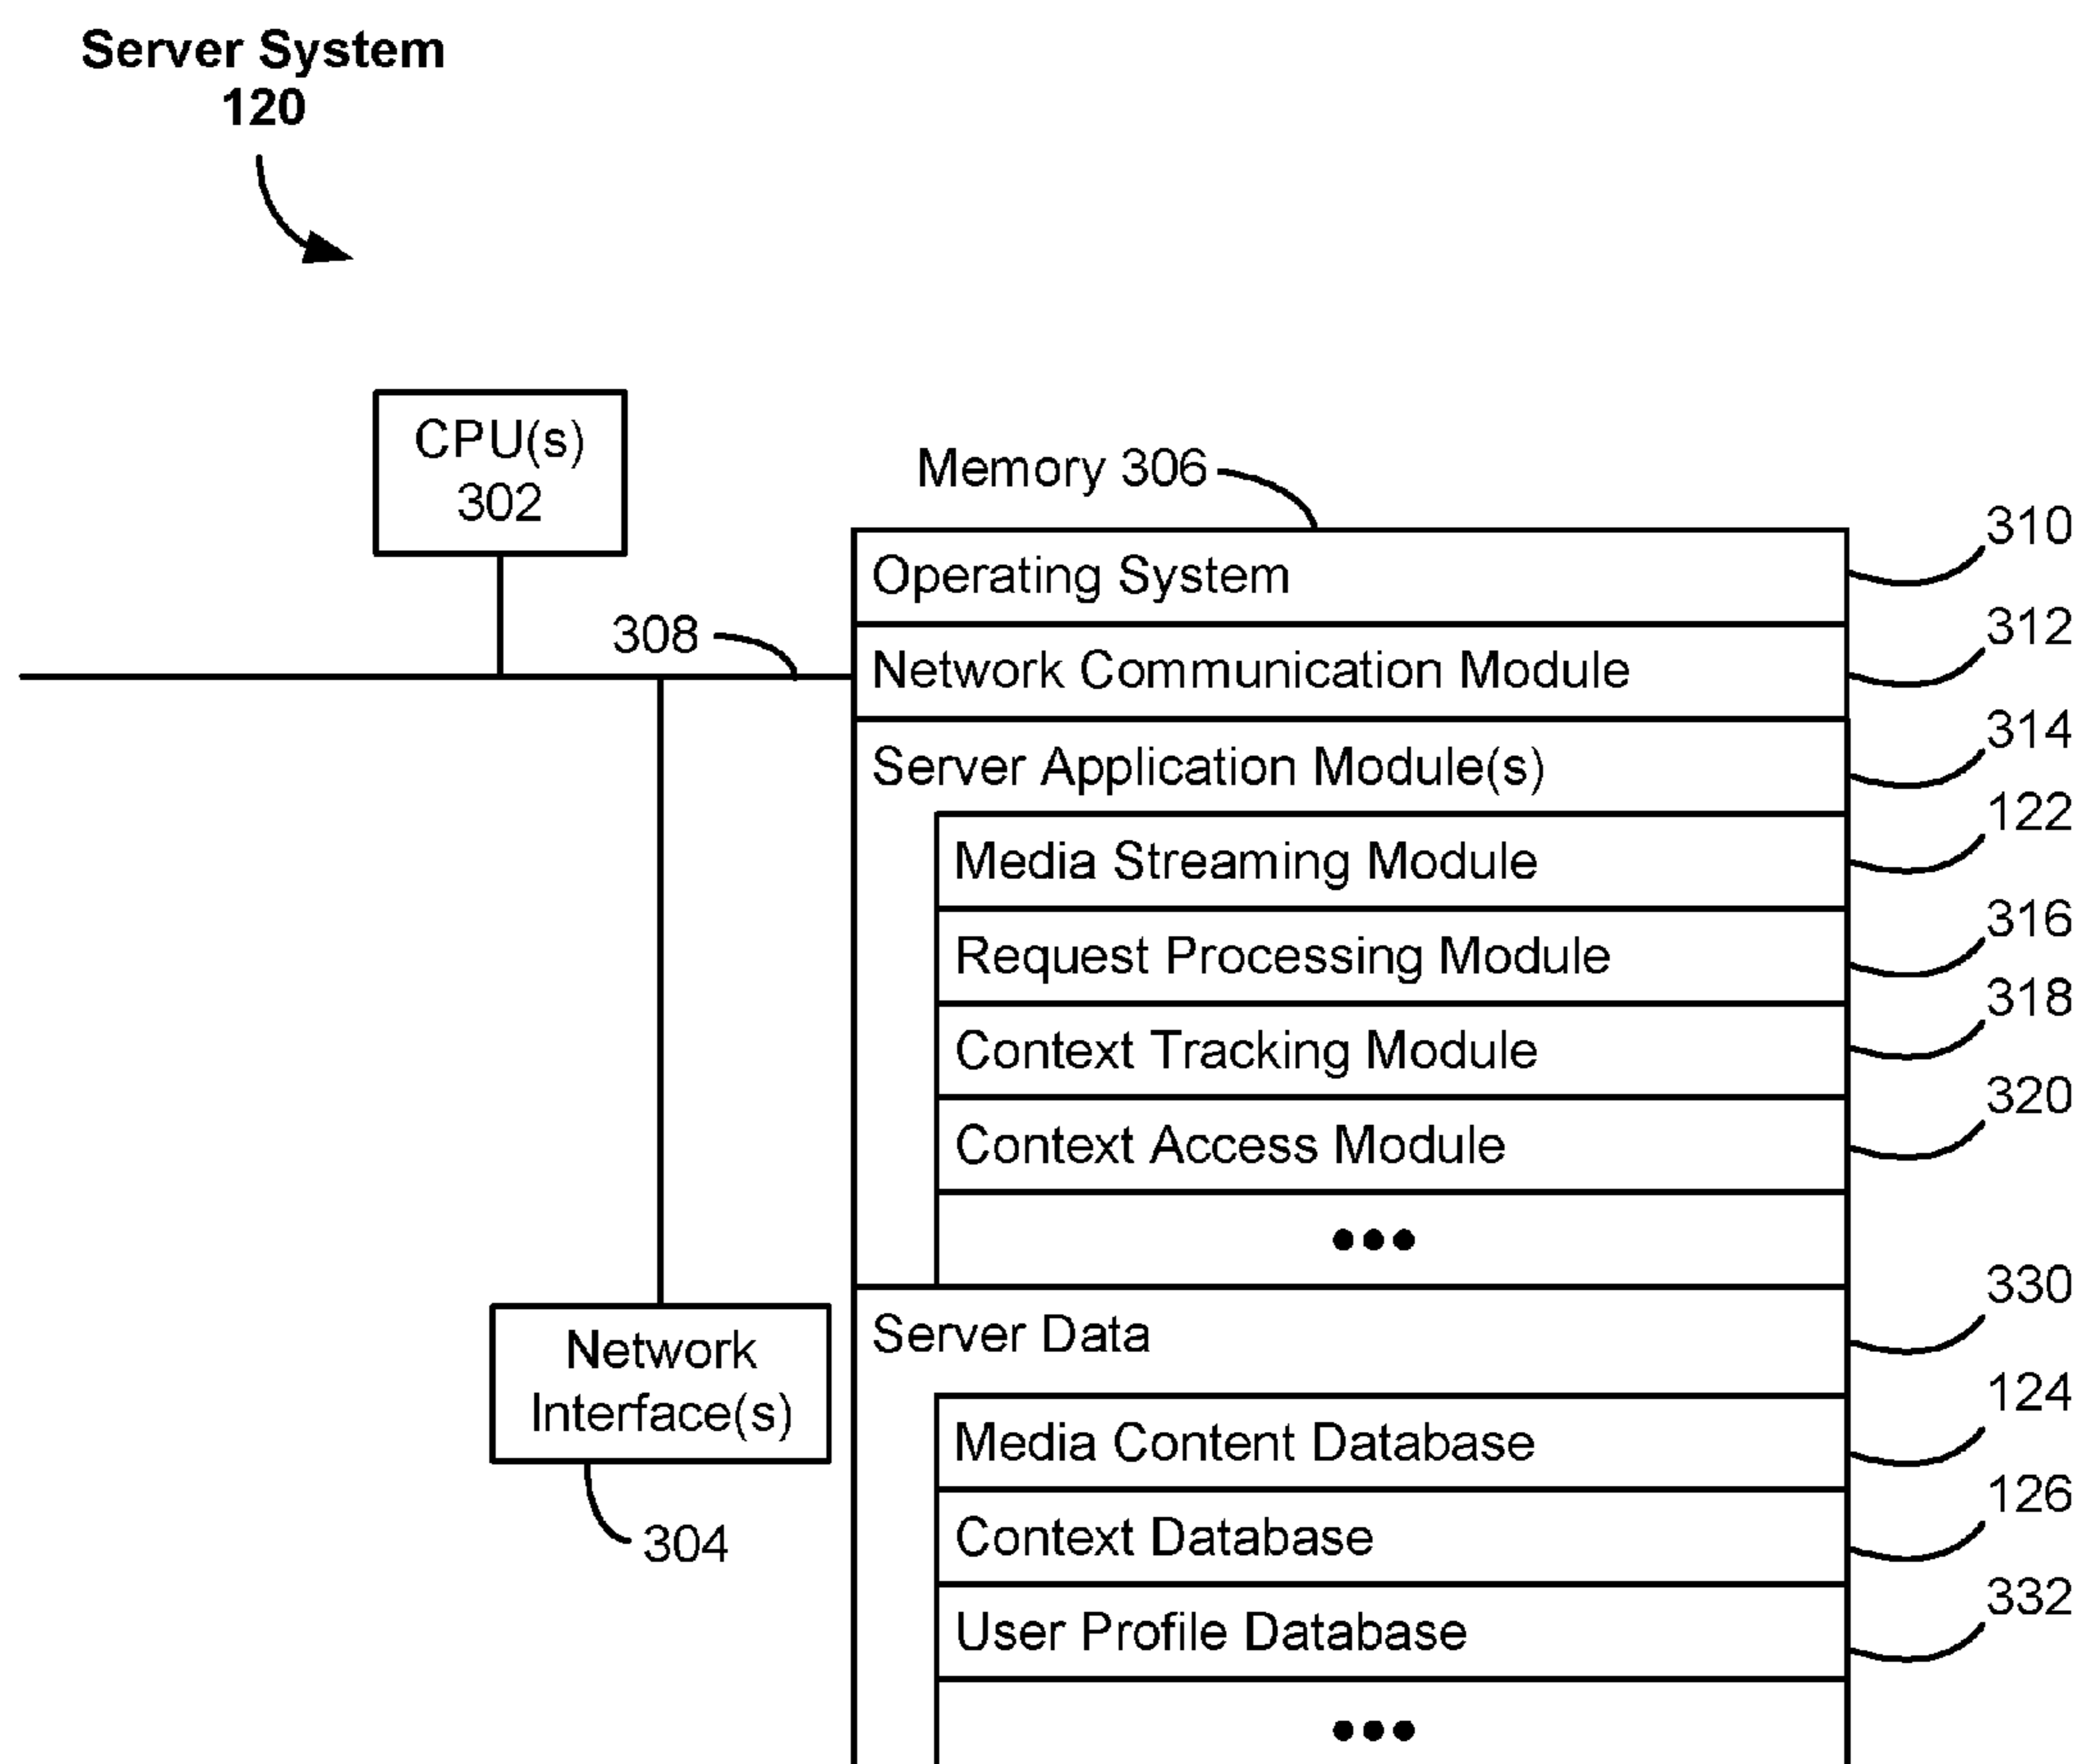 Server System
120
CPU(s)
302
Memory 306
308
Operating System
310
Network Communication Module
312
Server Application Module(s)
314
Media Streaming Module
122
Request Processing Module
316
Context Tracking Module
318
Context Access Module
320
•••
Server Data
330
Network
Interface(s)
304
Media Content Database
124
Context Database
126
User Profile Database
332
•••